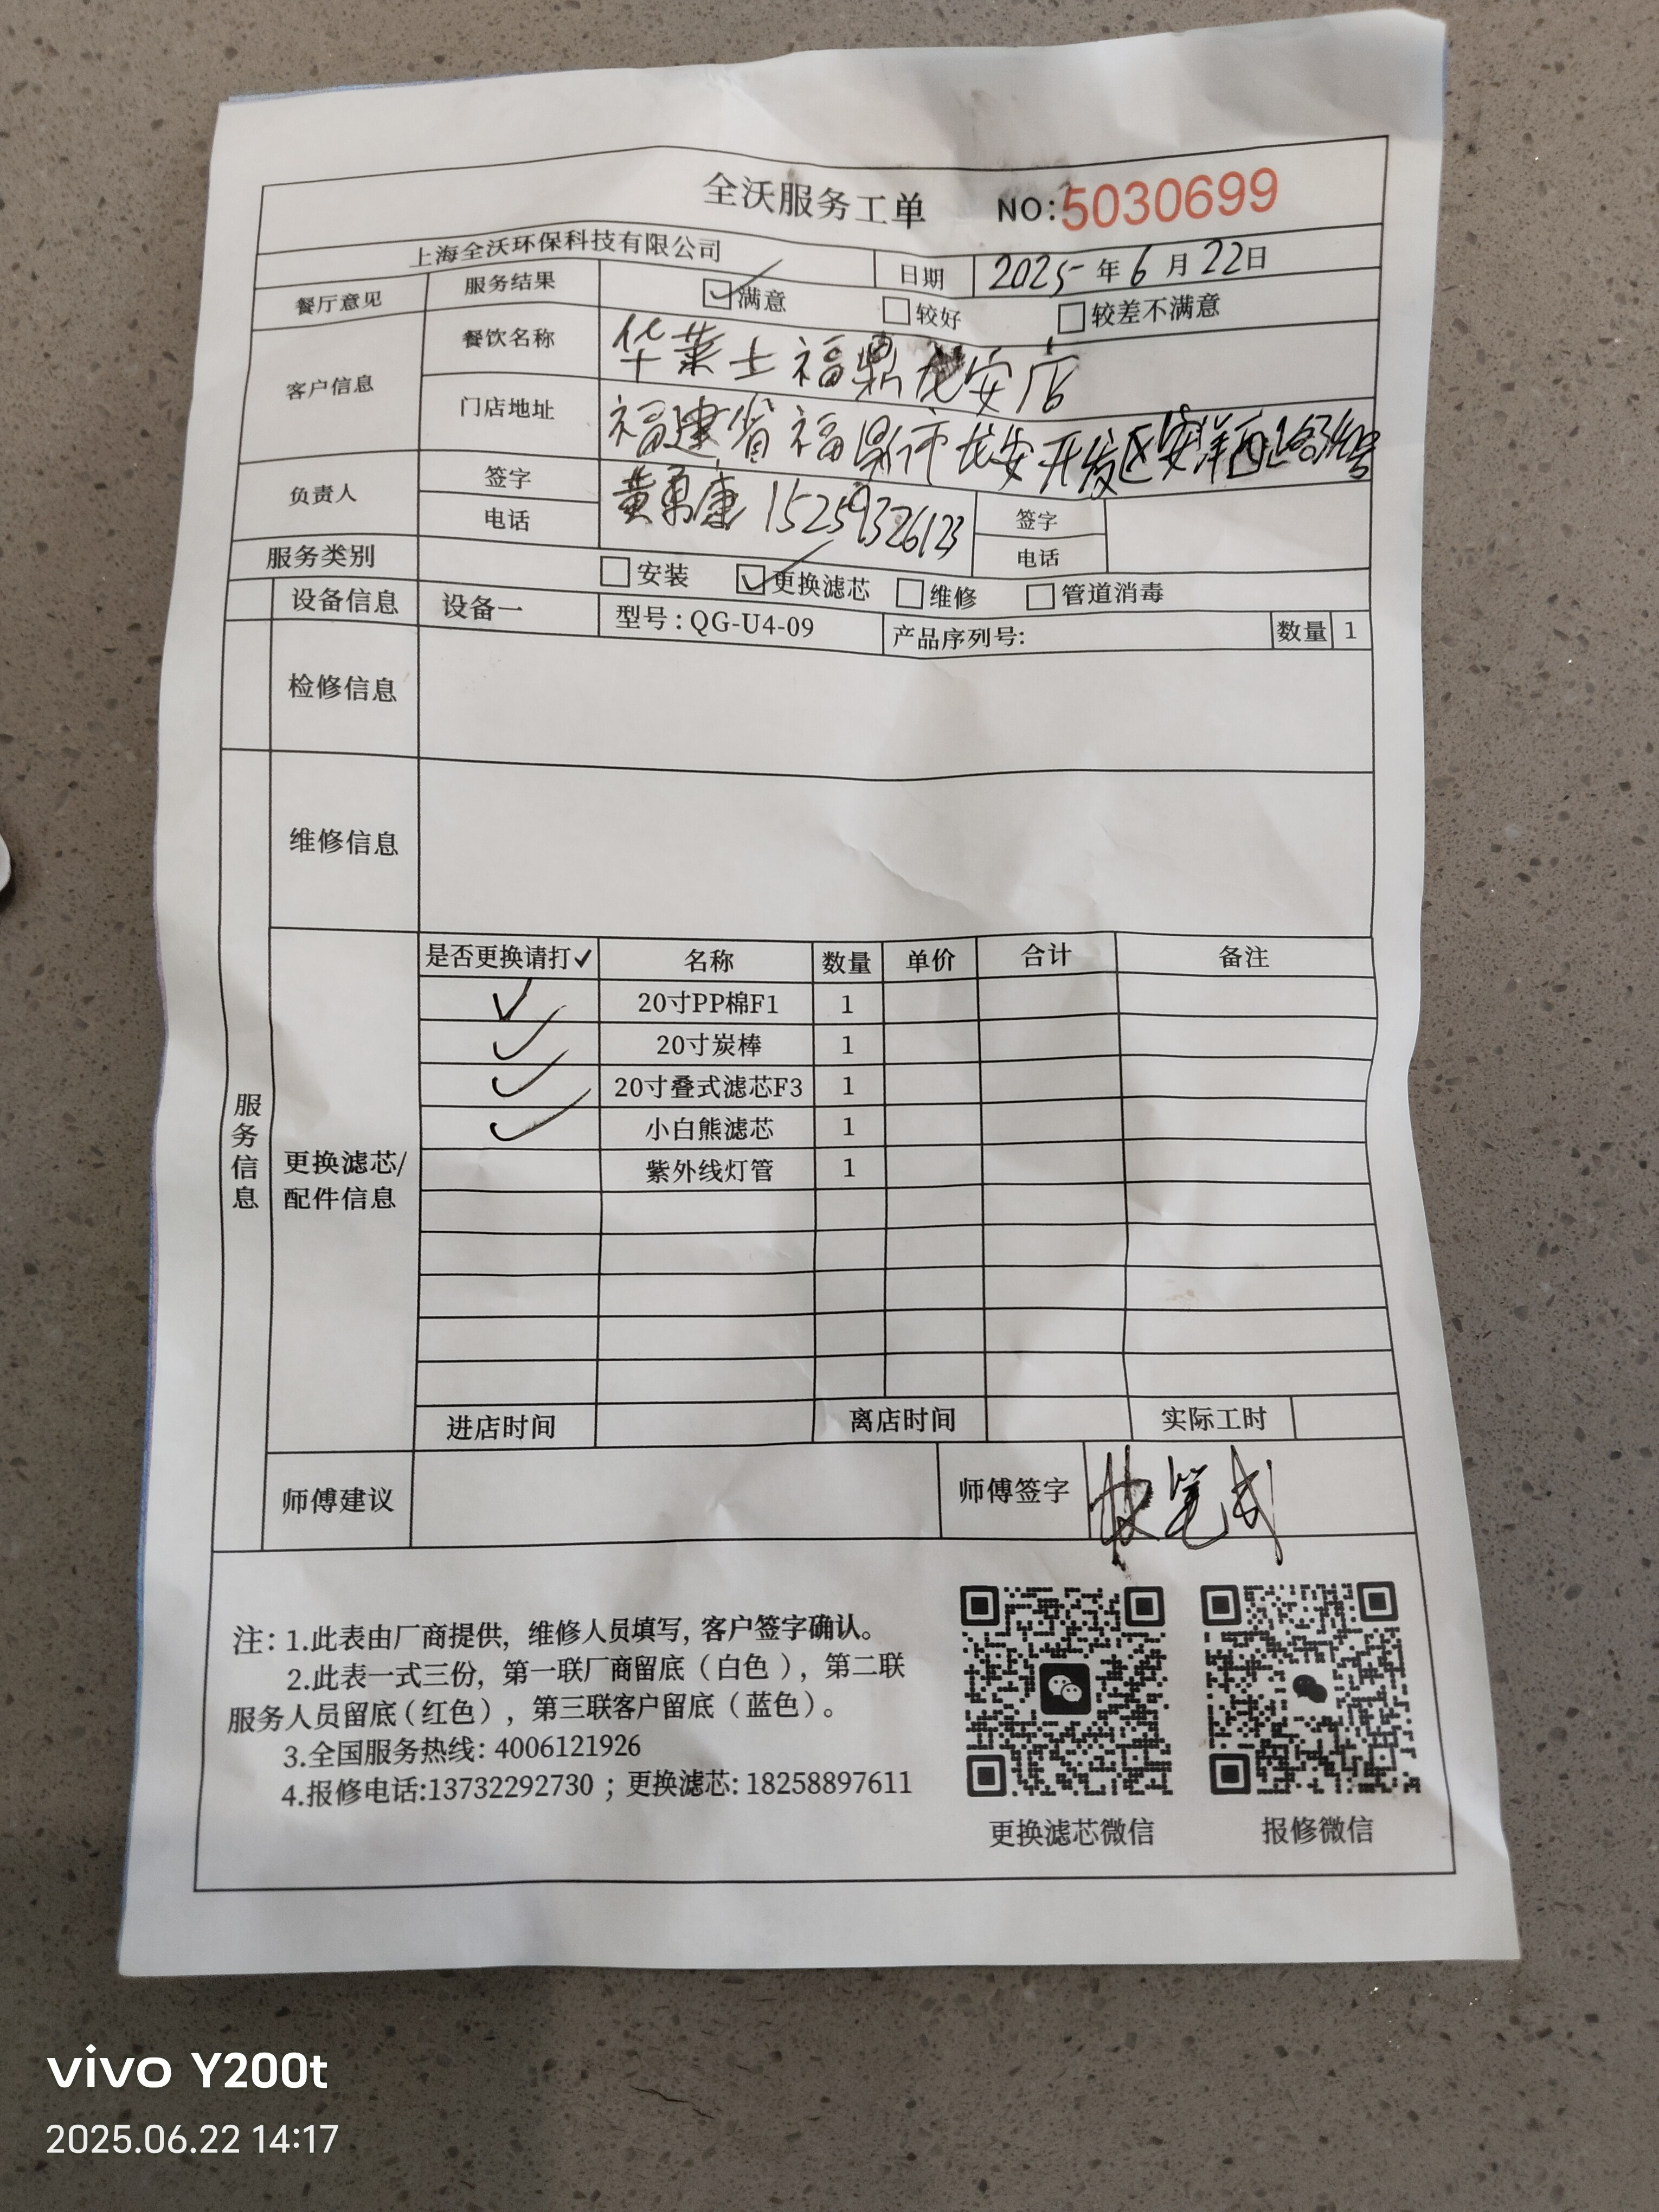 全沃服务工单 NO:5030699
上海全沃环保科技有限公司 日期 2025年6月22日
餐厅意见 服务结果 满意 较好 较差不满意
客户信息 餐饮名称 华莱士福鼎龙安店
门店地址 福建省福鼎市龙安开发区安洋西路
负责人 签字 电话 黄勇康 15259326123 签字 电话
服务类别 安装 更换滤芯 维修 管道消毒
设备信息 设备一 型号:QG-U4-09 产品序列号: 数量 1
检修信息
维修信息
服务信息
更换滤芯/
配件信息
是否更换请打✓ 名称 数量 单价 合计 备注
✓ 20寸PP棉F1 1
✓ 20寸炭棒 1
✓ 20寸叠式滤芯F3 1
✓ 小白熊滤芯 1
紫外线灯管 1
进店时间 离店时间 实际工时
师傅建议 师傅签字
注:1.此表由厂商提供,维修人员填写,客户签字确认。
2.此表一式三份,第一联厂商留底(白色),第二联
服务人员留底(红色),第三联客户留底(蓝色)。
3.全国服务热线:4006121926
4.报修电话:13732292730;更换滤芯:18258897611
更换滤芯微信 报修微信
vivo Y200t
2025.06.22 14:17